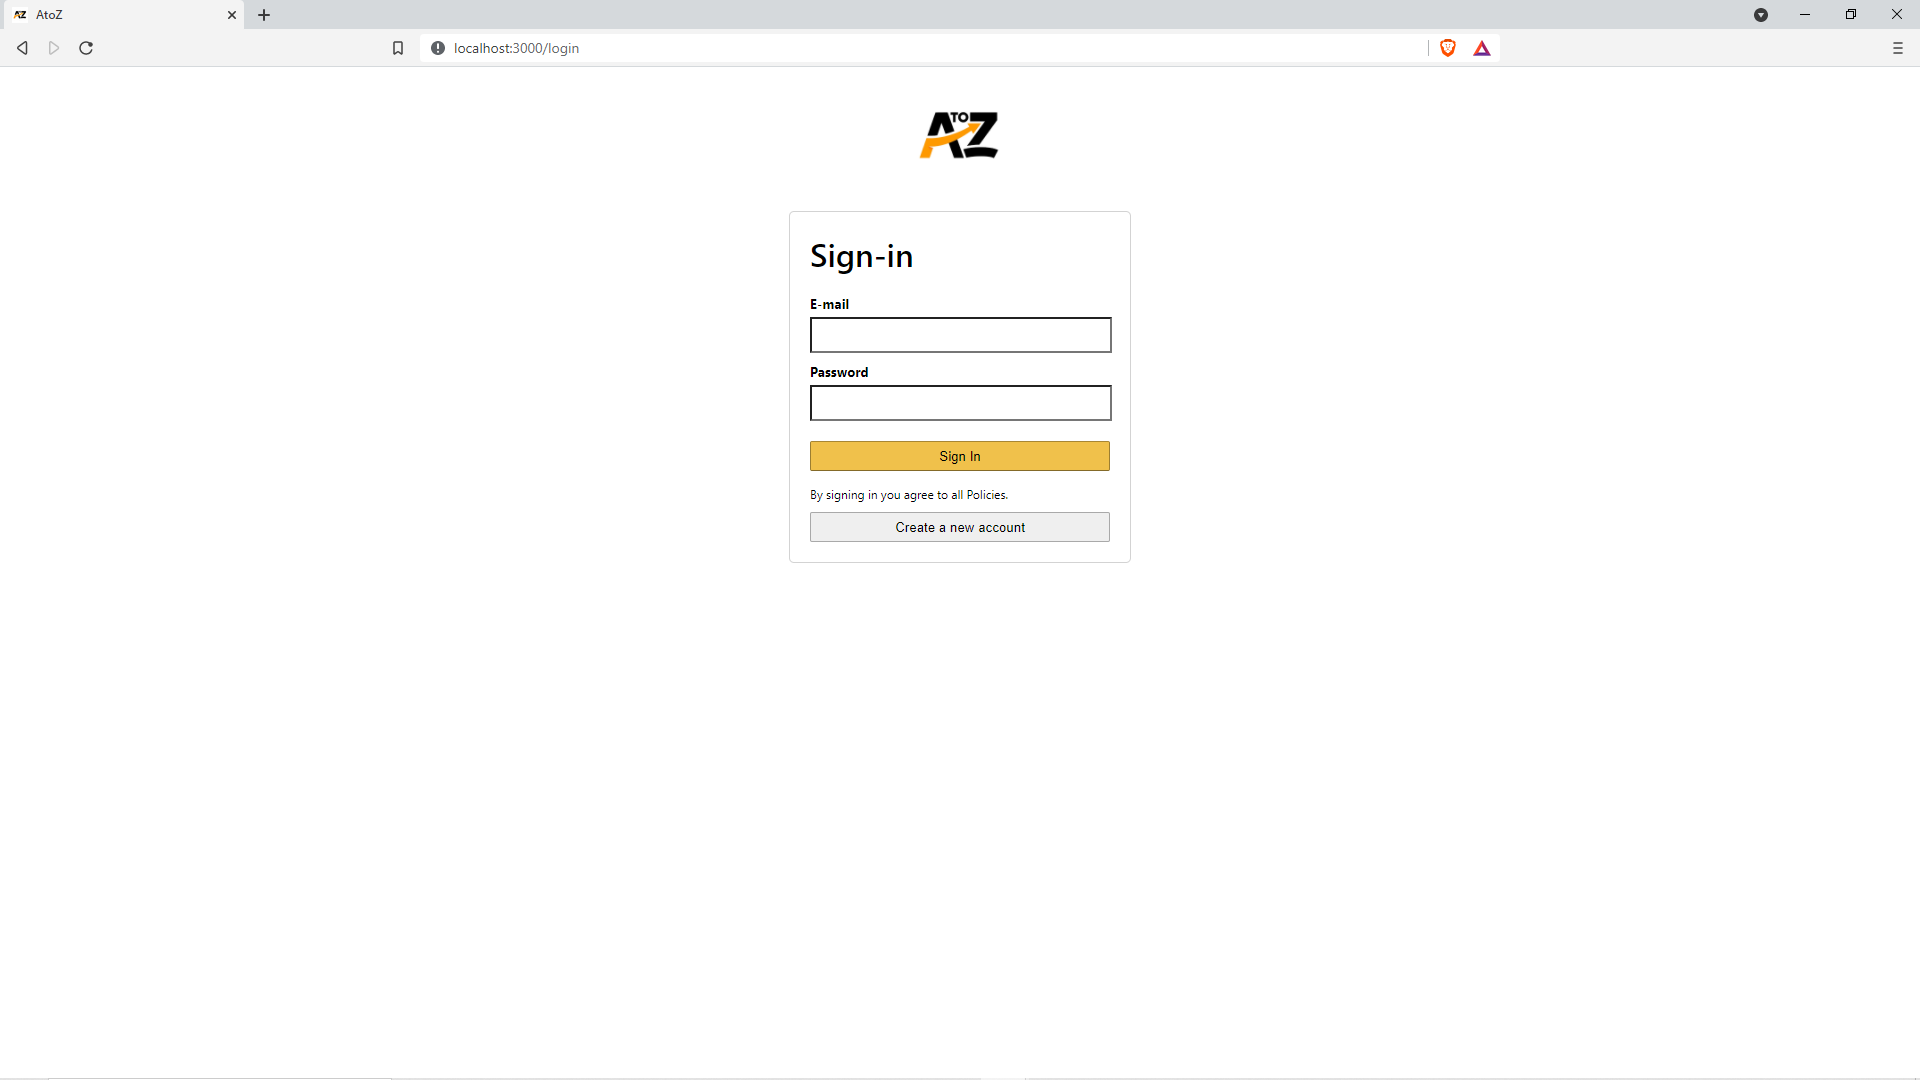 AZ AtoZ
localhost:3000/login
ATOZ
Sign-in
E-mail
Password
Sign In
By signing in you agree to all Policies.
Create a new account